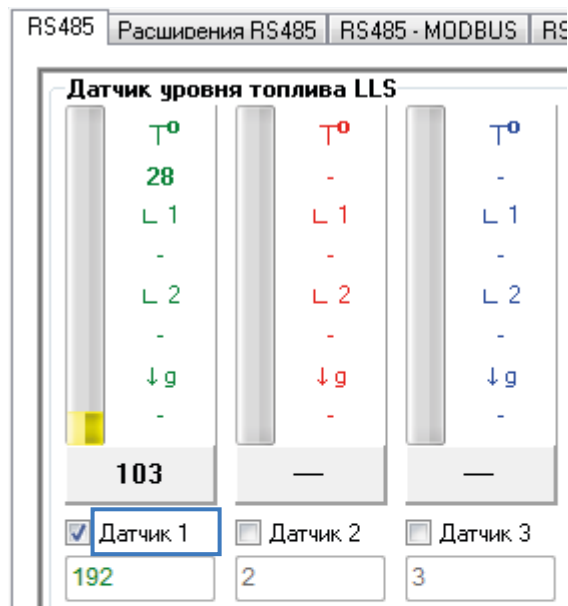 RS485 Расширения RS485 RS485 - MODBUS RS
Датчик уровня топлива LLS
T° T° T°
28 - -
∟ 1 ∟ 1 ∟ 1
- - -
∟ 2 ∟ 2 ∟ 2
- - -
↓g ↓g ↓g
- - -
103 — —
Датчик 1 Датчик 2 Датчик 3
192 2 3